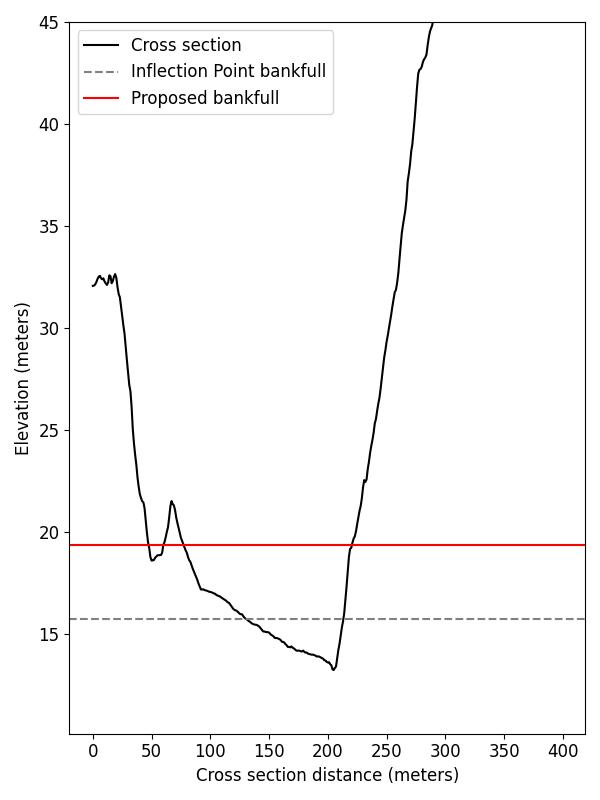 45
40
35
30
25
20
15
Elevation (meters)
Cross section
Inflection Point bankfull
Proposed bankfull
0 50 100 150 200 250 300 350 400
Cross section distance (meters)